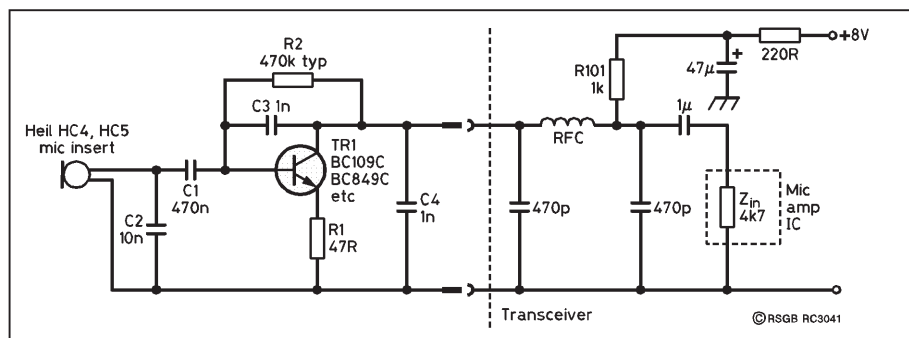 R2
470k typ
C3 1n
Heil HC4, HC5
mic insert
C1
470n
C2
10n
TR1
BC109C
BC849C
etc
R1
47R
C4
1n
470p
RFC
R101
1k
47µ
+
220R
+8V
1µ
470p
Zin
4k7
Mic
amp
IC
Transceiver
©RSGB RC3041